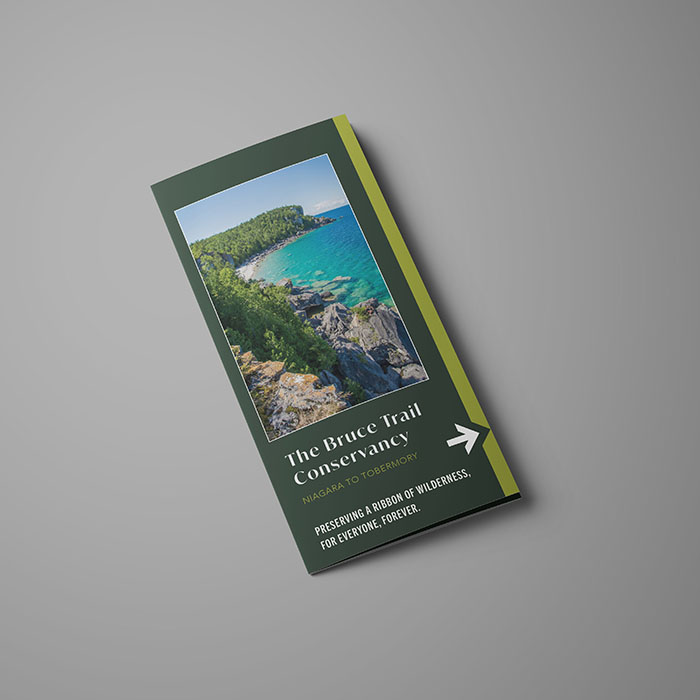 The Bruce Trail
Conservancy
NIAGARA TO TOBERMORY
PRESERVING A RIBBON OF WILDERNESS,
FOR EVERYONE, FOREVER.